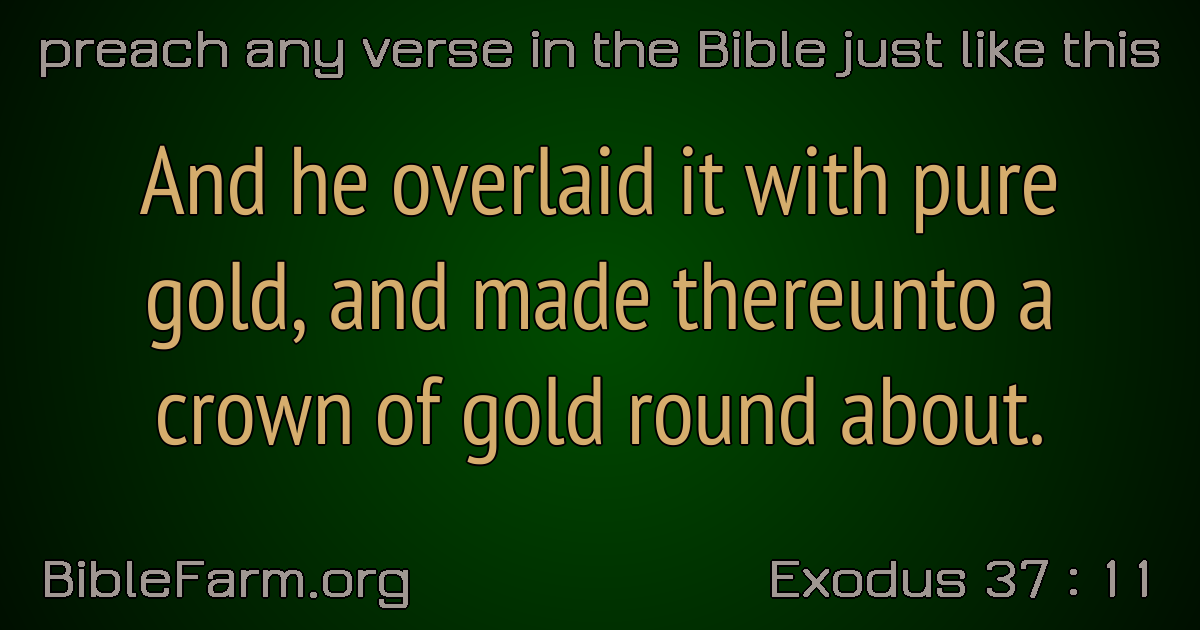 preach any verse in the Bible just like this
And he overlaid it with pure
gold, and made thereunto a
crown of gold round about.
BibleFarm.org
Exodus 37 : 11